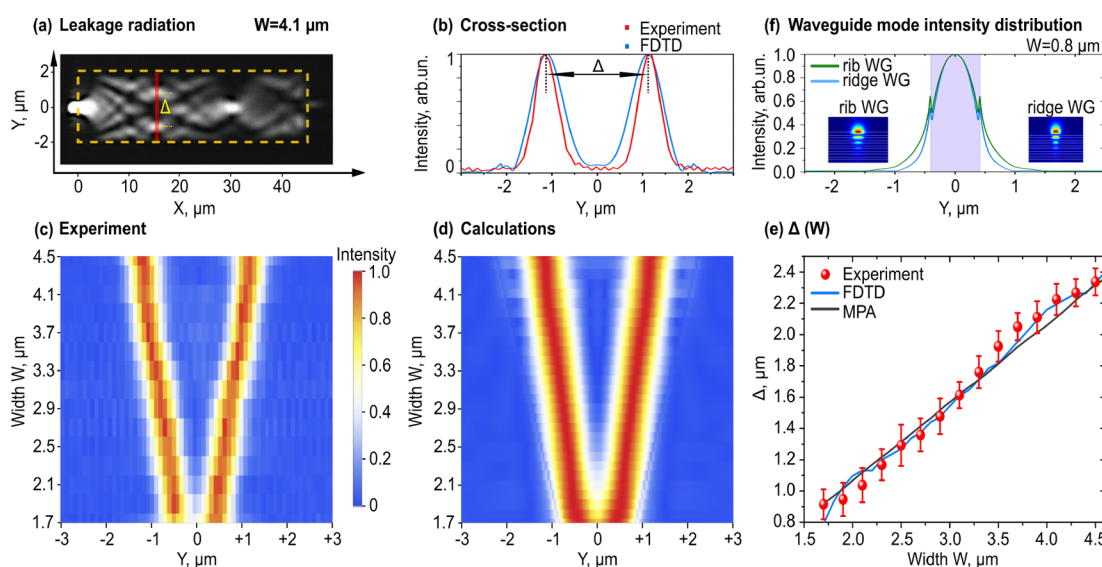 (a) Leakage radiation W=4.1 µm
Y, µm
2
0
-2
Δ
0 10 20 30 40
X, µm
(b) Cross-section
Experiment
FDTD
Intensity, arb.un.
1
0
Δ
-2 -1 0 1 2
Y, µm
(f) Waveguide mode intensity distribution
W=0.8 µm
rib WG
ridge WG
rib WG
ridge WG
Intensity, arb.un.
1.0
0.8
0.6
0.4
0.2
0.0
-2 -1 0 1 2
Y, µm
(c) Experiment
Intensity
1.0
0.8
0.6
0.4
0.2
0
Width W, µm
4.5
4.1
3.7
3.3
2.9
2.5
2.1
1.7
-3 -2 -1 0 +1 +2 +3
Y, µm
(d) Calculations
Width W, µm
4.5
4.1
3.7
3.3
2.9
2.5
2.1
1.7
-3 -2 -1 0 +1 +2 +3
Y, µm
(e) Δ (W)
Experiment
FDTD
MPA
Δ, µm
2.4
2.2
2.0
1.8
1.6
1.4
1.2
1.0
0.8
2.0 2.5 3.0 3.5 4.0 4.5
Width W, µm